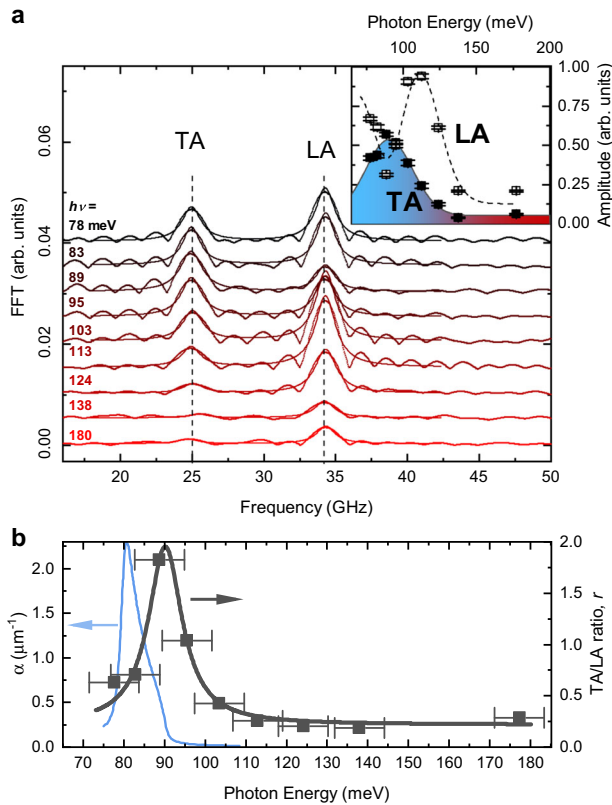 a
Photon Energy (meV)
100 150 200
1.00
0.75
0.50
0.25
0.00
Amplitude (arb. units)
LA
TA
TA
LA
0.06
0.04
0.02
0.00
FFT (arb. units)
hν =
78 meV
83
89
95
103
113
124
138
180
20 25 30 35 40 45 50
Frequency (GHz)
b
2.0
1.5
1.0
0.5
0.0
α (μm⁻¹)
2.0
1.5
1.0
0.5
0.0
TA/LA ratio, r
70 80 90 100 110 120 130 140 150 160 170 180
Photon Energy (meV)